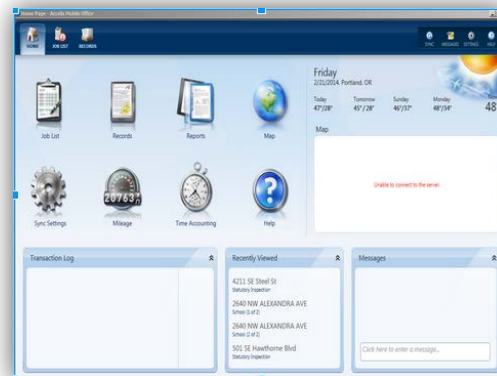 Home Page - Accela Mobile Office
HOME
JOB LIST
RECORDS
SYNC
MESSAGES
SETTINGS
HELP
Job List
Records
Reports
Map
Sync Settings
Mileage
Time Accounting
Help
Friday
2/21/2014, Portland, OR
Today Tomorrow Sunday Monday
47°/28° 45° / 28° 46°/37° 48°/34° 48
Map
Unable to connect to the server.
Transaction Log
Recently Viewed
4211 SE Steel St
Statutory Inspection
2640 NW ALEXANDRA AVE
School (1 of 2)
2640 NW ALEXANDRA AVE
School (2 of 2)
501 SE Hawthorne Blvd
Statutory Inspection
Messages
Click here to enter a message...